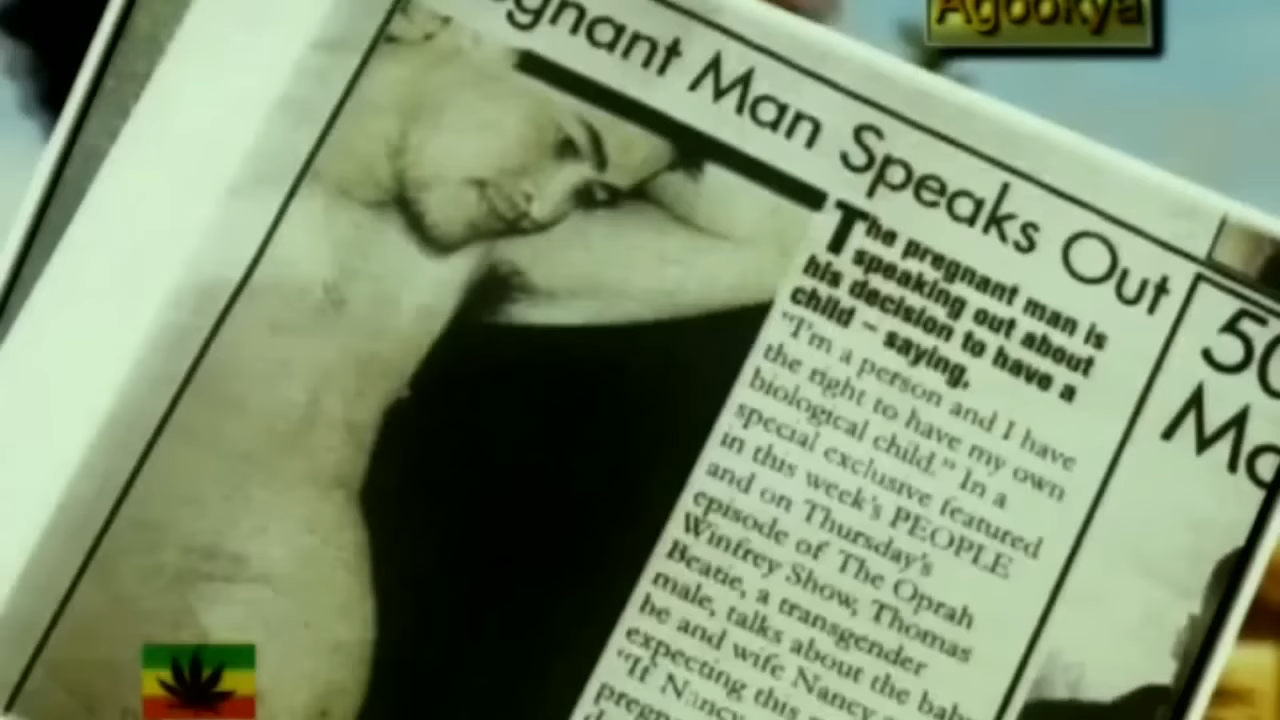 Agookya
gnant Man Speaks Out
The pregnant man is
speaking out about
his decision to have a
child – saying,
"I'm a person and I have
the right to have my own
biological child." In a
special exclusive featured
in this week's PEOPLE
and on Thursday's
episode of The Oprah
Winfrey Show, Thomas
Beatie, a transgender
male, talks about the baby
he and wife Nancy
expecting this
"If Nancy
50